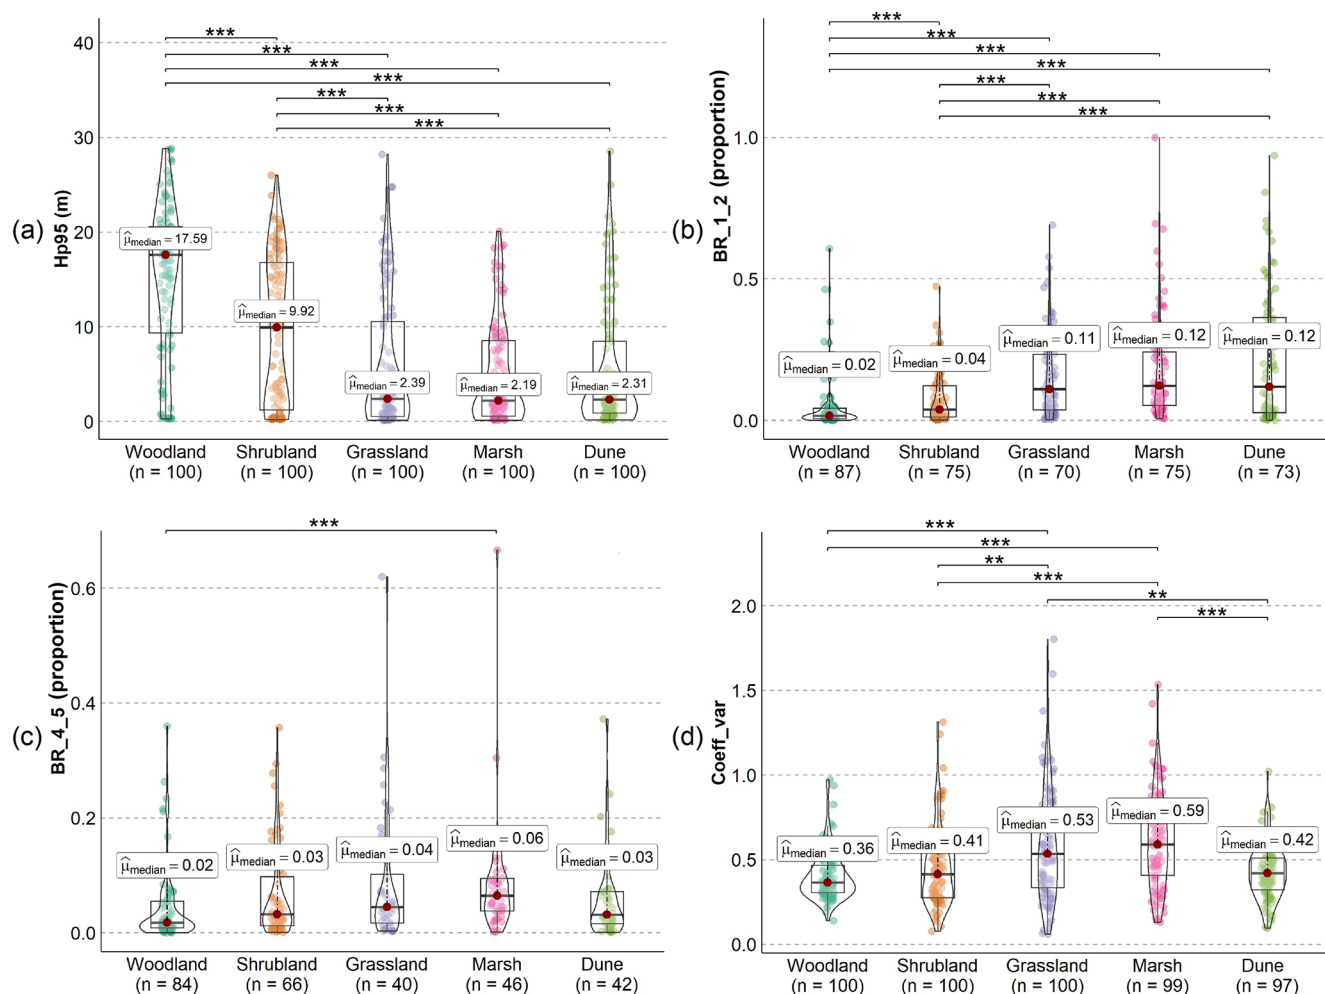 (a)
Hp95 (m)
40
30
20
10
0
***
***
***
***
***
***
***
μ̂median = 17.59
μ̂median = 9.92
μ̂median = 2.39
μ̂median = 2.19
μ̂median = 2.31
Woodland Shrubland Grassland Marsh Dune
(n = 100) (n = 100) (n = 100) (n = 100) (n = 100)
(b)
BR_1_2 (proportion)
1.0
0.5
0.0
***
***
***
***
***
***
***
μ̂median = 0.02
μ̂median = 0.04
μ̂median = 0.11
μ̂median = 0.12
μ̂median = 0.12
Woodland Shrubland Grassland Marsh Dune
(n = 87) (n = 75) (n = 70) (n = 75) (n = 73)
(c)
BR_4_5 (proportion)
0.6
0.4
0.2
0.0
***
μ̂median = 0.02
μ̂median = 0.03
μ̂median = 0.04
μ̂median = 0.06
μ̂median = 0.03
Woodland Shrubland Grassland Marsh Dune
(n = 84) (n = 66) (n = 40) (n = 46) (n = 42)
(d)
Coeff_var
2.0
1.5
1.0
0.5
0.0
***
***
**
***
**
***
μ̂median = 0.36
μ̂median = 0.41
μ̂median = 0.53
μ̂median = 0.59
μ̂median = 0.42
Woodland Shrubland Grassland Marsh Dune
(n = 100) (n = 100) (n = 100) (n = 99) (n = 97)